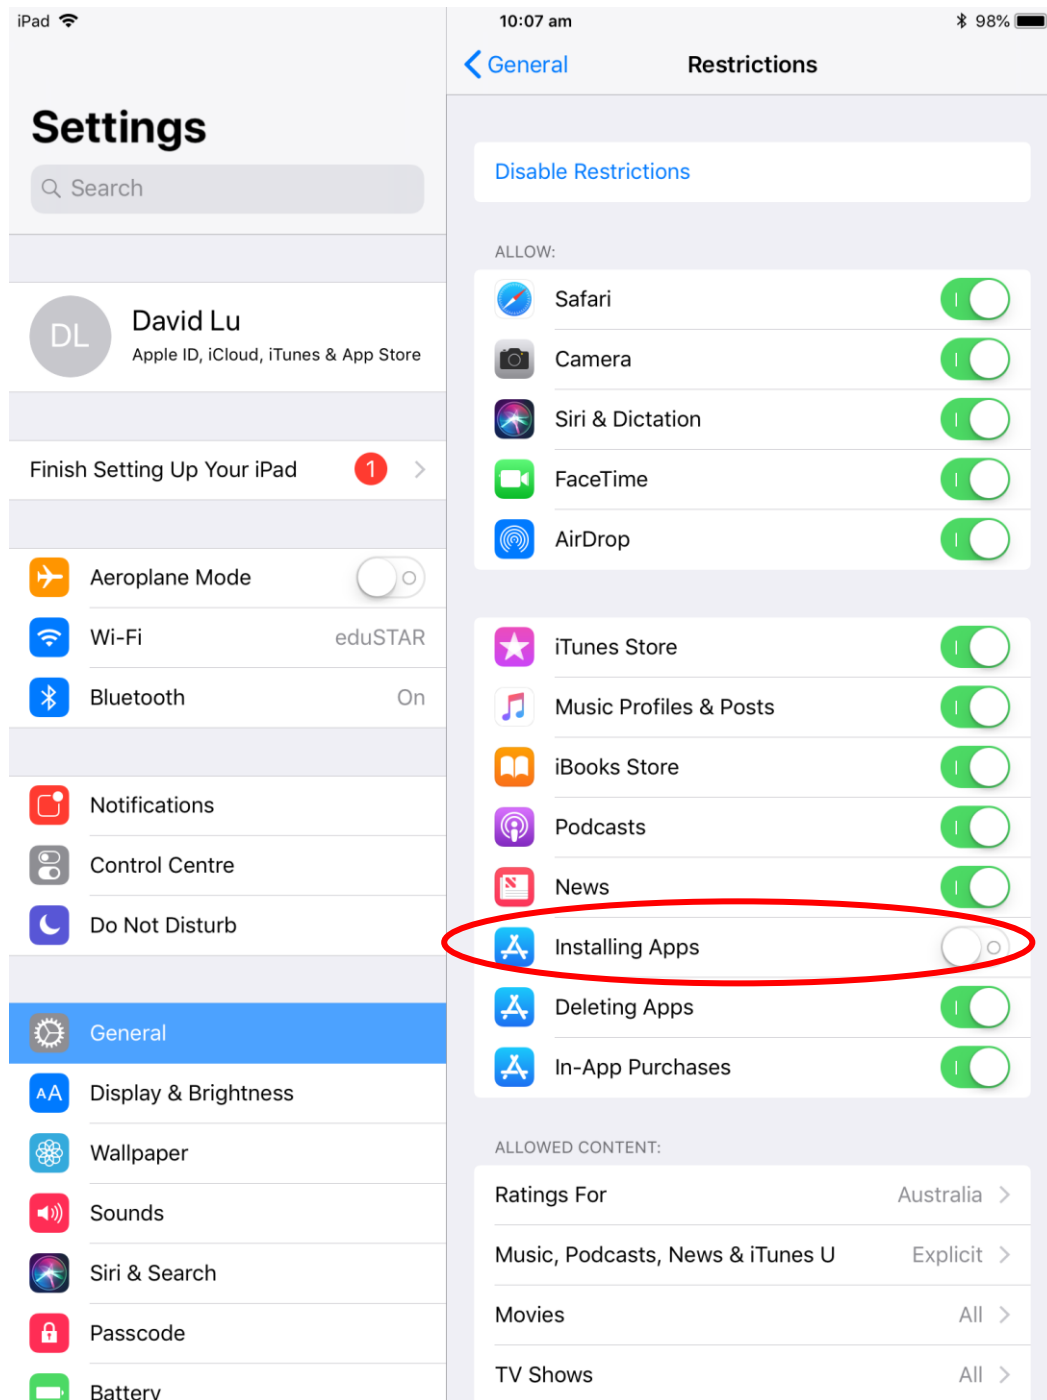 iPad
10:07 am
98%
Settings
Search
DL
David Lu
Apple ID, iCloud, iTunes & App Store
Finish Setting Up Your iPad 1
Aeroplane Mode
Wi-Fi eduSTAR
Bluetooth On
Notifications
Control Centre
Do Not Disturb
General
AA Display & Brightness
Wallpaper
Sounds
Siri & Search
Passcode
Battery
General Restrictions
Disable Restrictions
ALLOW:
Safari
Camera
Siri & Dictation
FaceTime
AirDrop
iTunes Store
Music Profiles & Posts
iBooks Store
Podcasts
News
Installing Apps
Deleting Apps
In-App Purchases
ALLOWED CONTENT:
Ratings For Australia
Music, Podcasts, News & iTunes U Explicit
Movies All
TV Shows All